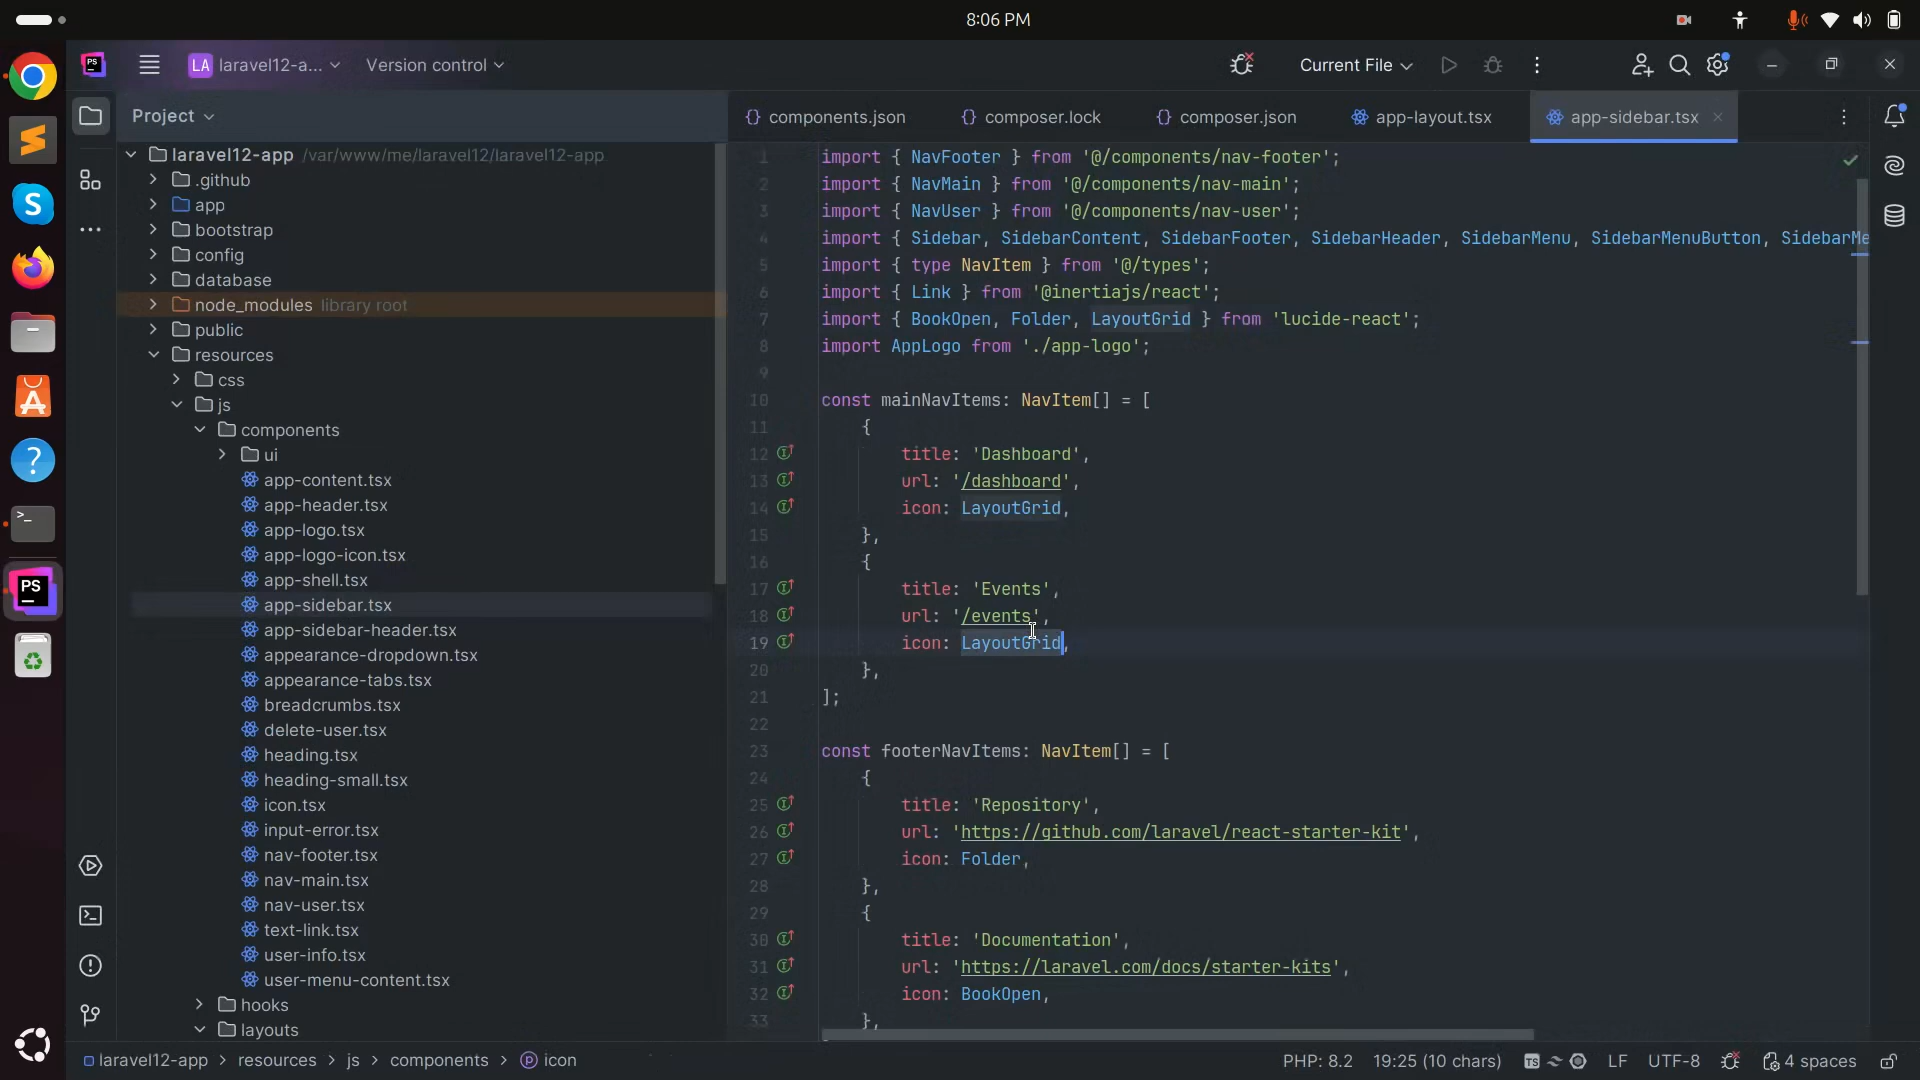 8:06 PM
PS
LA laravel12-a...
Version control
Current File
Project
components.json
composer.lock
composer.json
app-layout.tsx
app-sidebar.tsx
laravel12-app /var/www/me/laravel12/laravel12-app
.github
app
bootstrap
config
database
node_modules library root
public
resources
css
js
components
ui
app-content.tsx
app-header.tsx
app-logo.tsx
app-logo-icon.tsx
app-shell.tsx
app-sidebar.tsx
app-sidebar-header.tsx
appearance-dropdown.tsx
appearance-tabs.tsx
breadcrumbs.tsx
delete-user.tsx
heading.tsx
heading-small.tsx
icon.tsx
input-error.tsx
nav-footer.tsx
nav-main.tsx
nav-user.tsx
text-link.tsx
user-info.tsx
user-menu-content.tsx
hooks
layouts
1 import { NavFooter } from '@/components/nav-footer';
2 import { NavMain } from '@/components/nav-main';
3 import { NavUser } from '@/components/nav-user';
4 import { Sidebar, SidebarContent, SidebarFooter, SidebarHeader, SidebarMenu, SidebarMenuButton, SidebarMe
5 import { type NavItem } from '@/types';
6 import { Link } from '@inertiajs/react';
7 import { BookOpen, Folder, LayoutGrid } from 'lucide-react';
8 import AppLogo from './app-logo';
9
10 const mainNavItems: NavItem[] = [
11 {
12 title: 'Dashboard',
13 url: '/dashboard',
14 icon: LayoutGrid,
15 },
16 {
17 title: 'Events',
18 url: '/events',
19 icon: LayoutGrid,
20 },
21 ];
22
23 const footerNavItems: NavItem[] = [
24 {
25 title: 'Repository',
26 url: 'https://github.com/laravel/react-starter-kit',
27 icon: Folder,
28 },
29 {
30 title: 'Documentation',
31 url: 'https://laravel.com/docs/starter-kits',
32 icon: BookOpen,
33 },
laravel12-app > resources > js > components > icon
PHP: 8.2 19:25 (10 chars) TS LF UTF-8 4 spaces
S
?
PS